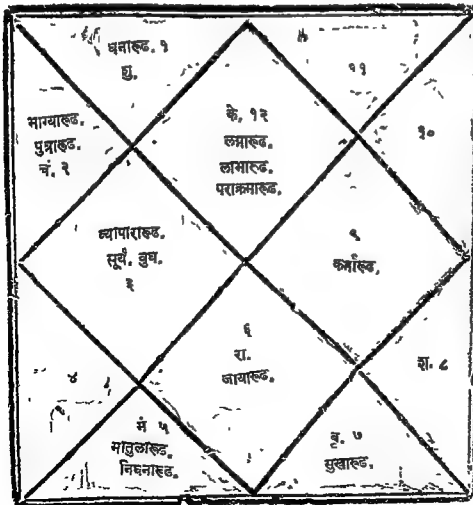 धनारूढ. १
शु.
११
के. १२
लग्नारूढ.
लाभारूढ.
पराक्रमारूढ.
भाग्यारूढ.
पुत्रारूढ.
चं. २
१०
व्यापारारूढ.
सूर्य. बुध.
३
९
कर्मारूढ.
६
रा.
जायारूढ.
४
श. ८
मं ५
मातुलारूढ.
निधनारूढ.
बृ. ७
सुखारूढ.